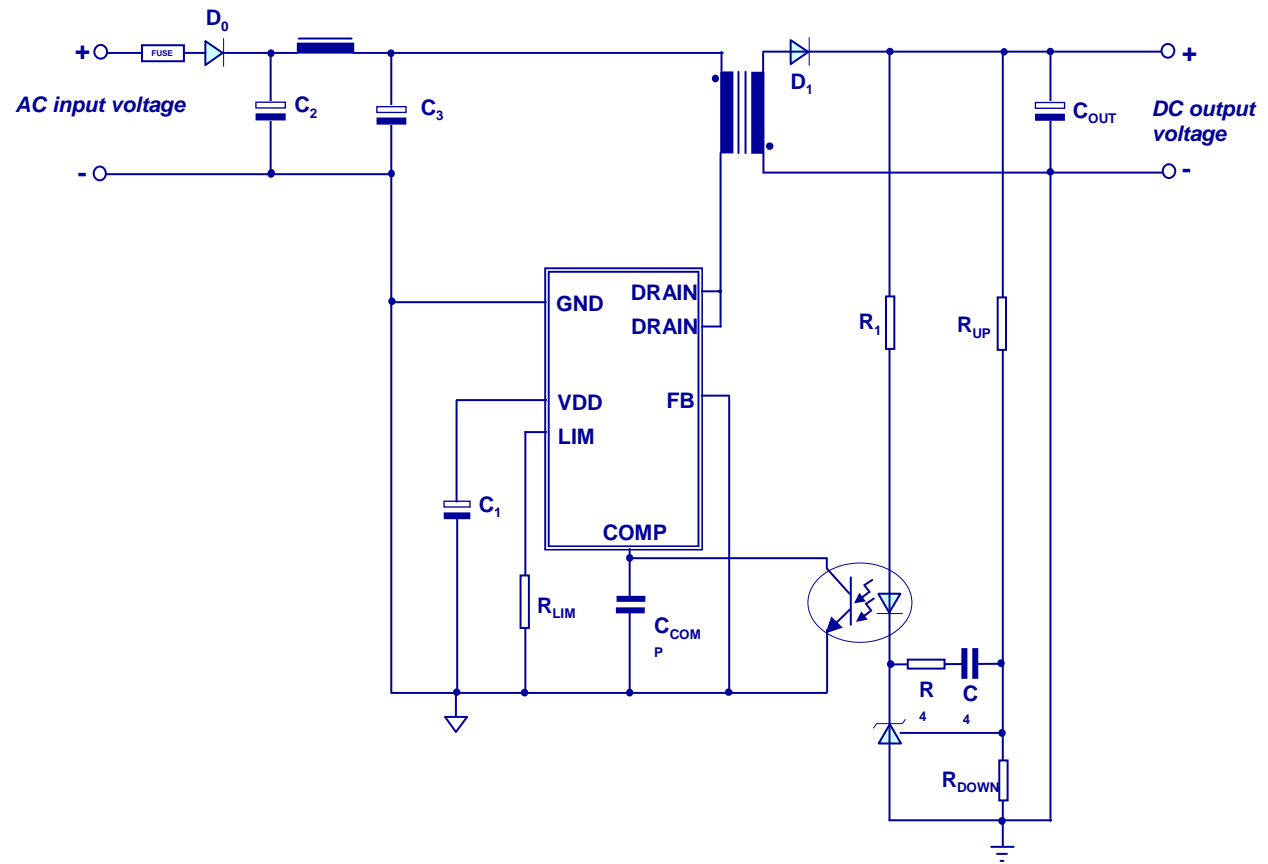 D0
+
FUSE
+
AC input voltage
C2
C3
D1
COUT
DC output
voltage
-
-
GND
DRAIN
DRAIN
R1
RUP
VDD
FB
LIM
C1
COMP
RLIM
CCOM
P
R
4
C
4
RDOWN